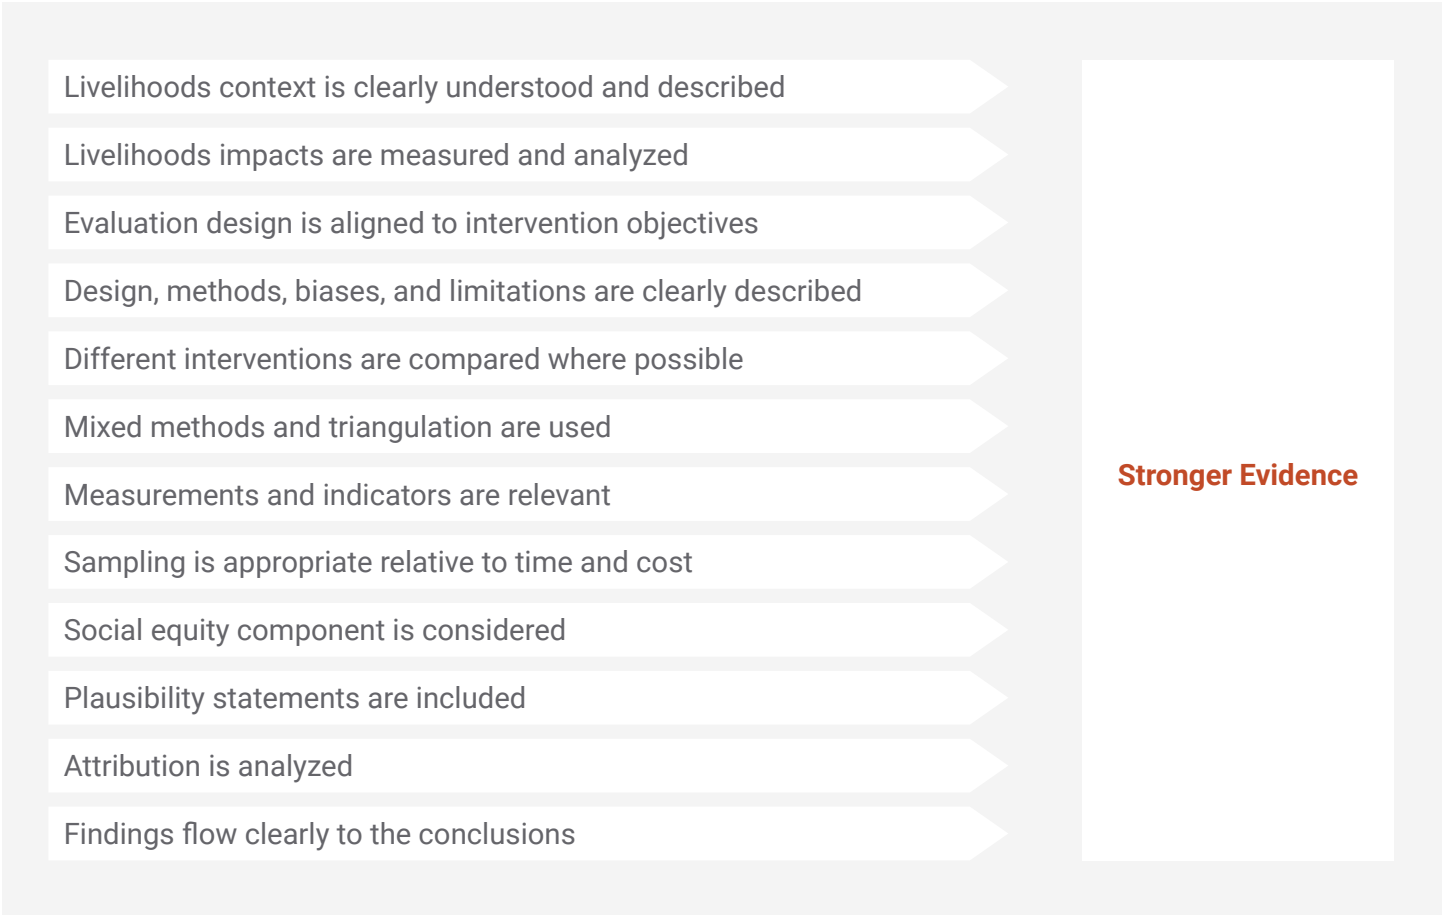 Livelihoods context is clearly understood and described
Livelihoods impacts are measured and analyzed
Evaluation design is aligned to intervention objectives
Design, methods, biases, and limitations are clearly described
Different interventions are compared where possible
Mixed methods and triangulation are used
Measurements and indicators are relevant
Sampling is appropriate relative to time and cost
Social equity component is considered
Plausibility statements are included
Attribution is analyzed
Findings flow clearly to the conclusions
Stronger Evidence